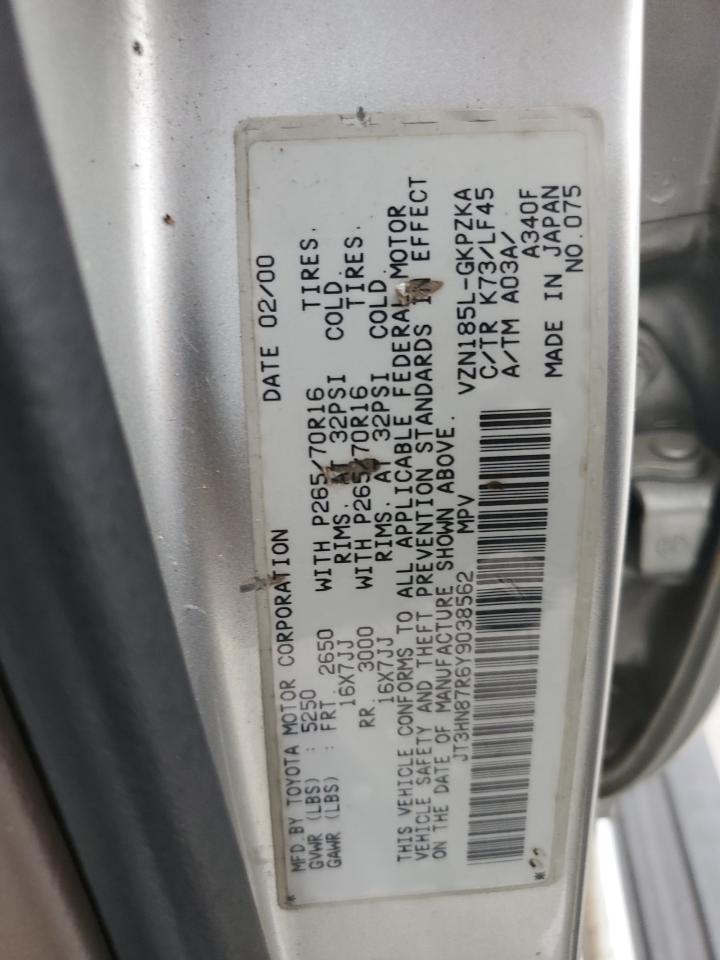 MFD. BY TOYOTA MOTOR CORPORATION DATE 02/00
GVWR (LBS) : 5250
GAWR (LBS) : FRT. 2650 WITH P265/70R16 TIRES.
16X7JJ RIMS. AT 32PSI COLD.
RR. 3000 WITH P265/70R16 TIRES.
16X7JJ RIMS. AT 32PSI COLD.
THIS VEHICLE CONFORMS TO ALL APPLICABLE FEDERAL MOTOR
VEHICLE SAFETY AND THEFT PREVENTION STANDARDS IN EFFECT
ON THE DATE OF MANUFACTURE SHOWN ABOVE.
JT3HN87R6Y9038562 MPV
VZN185L-GKPZKA
C/TR K73/LF45
A/TM A03A/
A340F
MADE IN JAPAN
NO.075